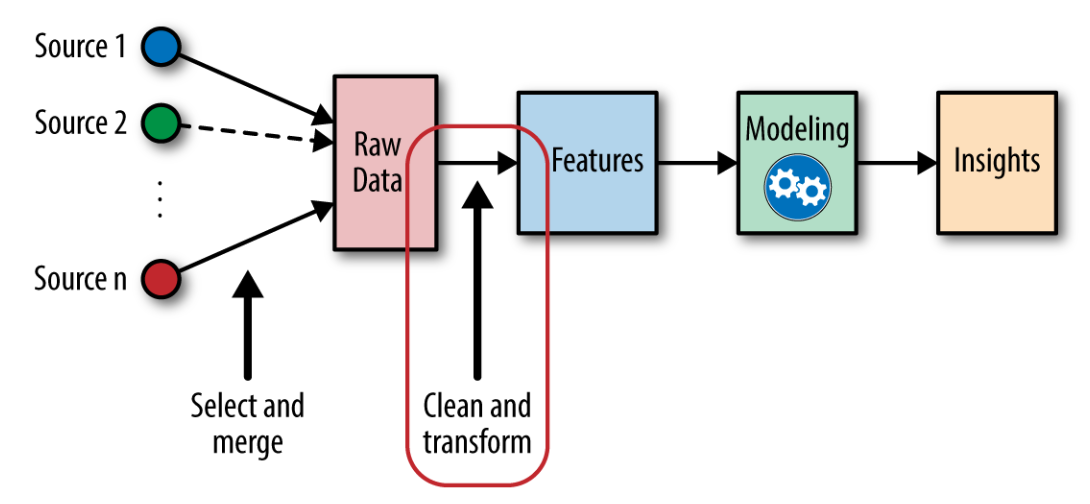 Source 1
Source 2
Source n
Select and
merge
Raw
Data
Clean and
transform
Features
Modeling
Insights